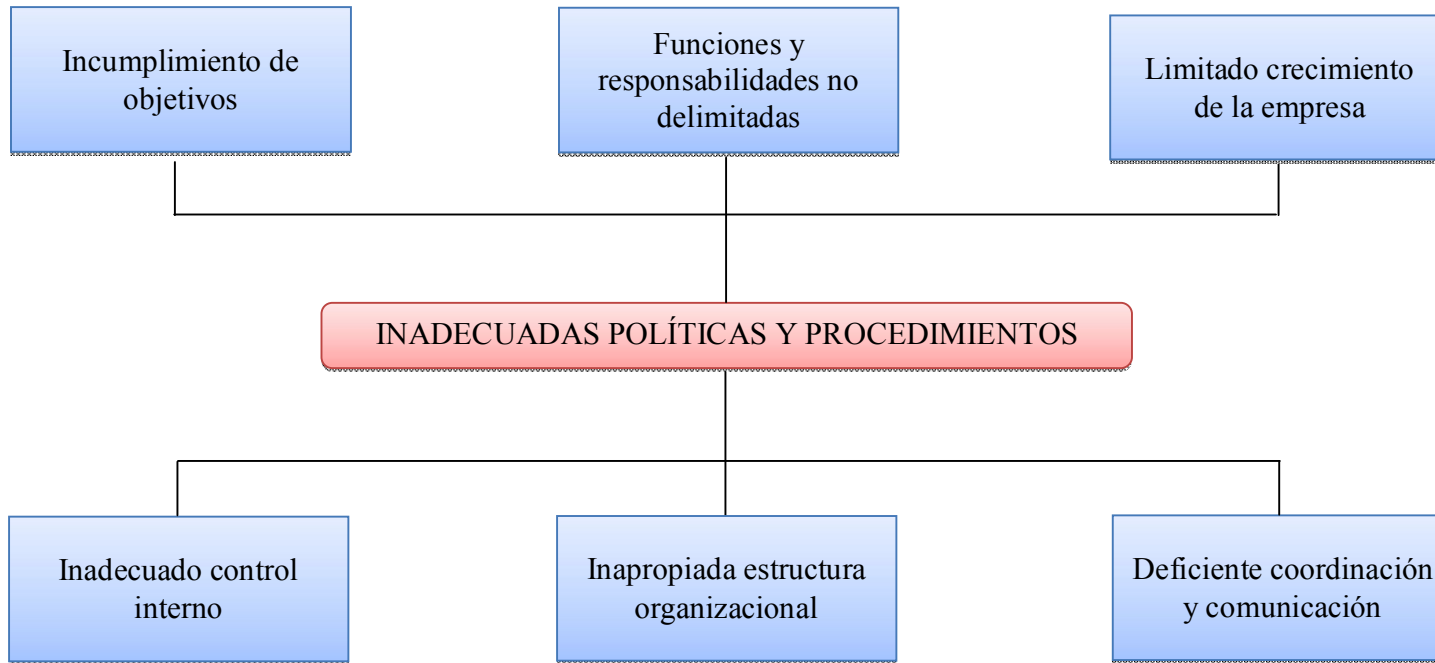 Incumplimiento de
objetivos
Funciones y
responsabilidades no
delimitadas
Limitado crecimiento
de la empresa
INADECUADAS POLÍTICAS Y PROCEDIMIENTOS
Inadecuado control
interno
Inapropiada estructura
organizacional
Deficiente coordinación
y comunicación